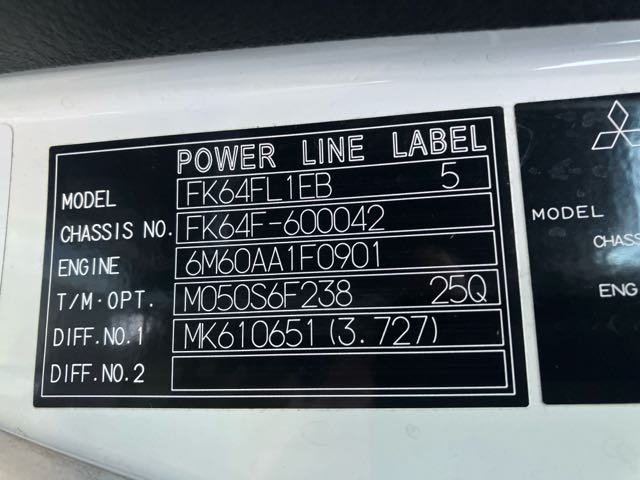 POWER LINE LABEL
MODEL FK64FL1EB 5
CHASSIS NO. FK64F-600042
ENGINE 6M60AA1F0901
T/M·OPT. M050S6F238 25Q
DIFF.NO.1 MK610651(3.727)
DIFF.NO.2
MODEL
CHASS
ENG